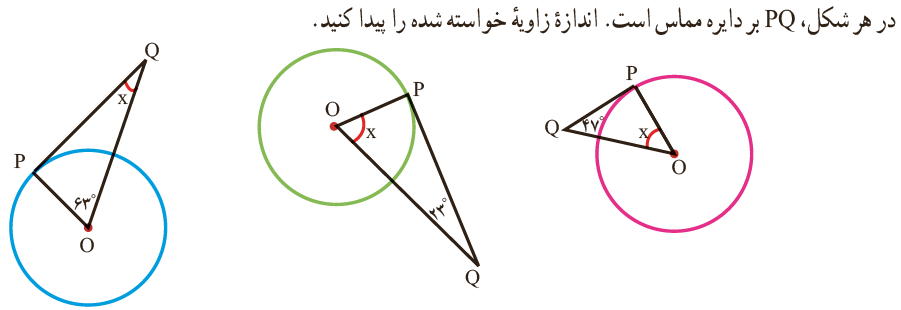 در هر شکل، PQ بر دایره مماس است. اندازهٔ زاویهٔ خواسته شده را پیدا کنید.
P
Q
۴۷°
x
O
O
P
x
۲۳°
Q
Q
x
P
۶۳°
O